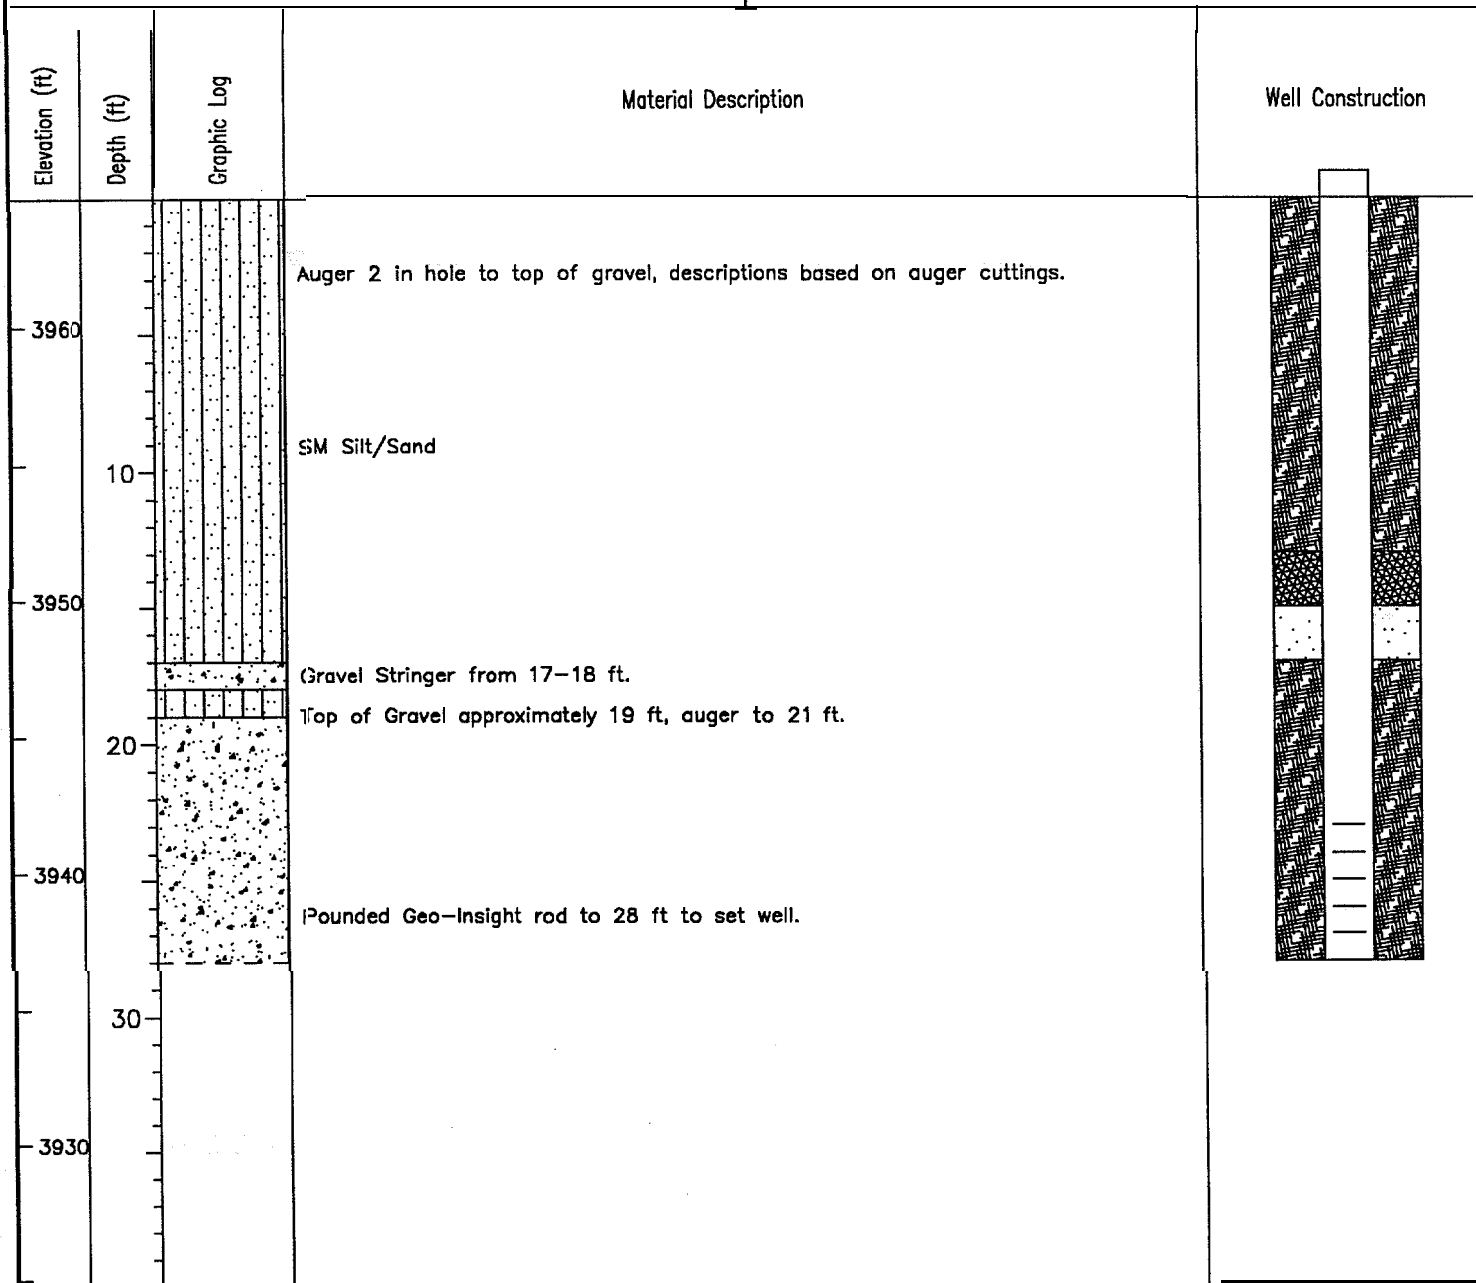 Elevation (ft)
Depth (ft)
Graphic Log
Material Description
Well Construction
Auger 2 in hole to top of gravel, descriptions based on auger cuttings.
3960
SM Silt/Sand
10
3950
Gravel Stringer from 17-18 ft.
Top of Gravel approximately 19 ft, auger to 21 ft.
20
3940
Pounded Geo-Insight rod to 28 ft to set well.
30
3930